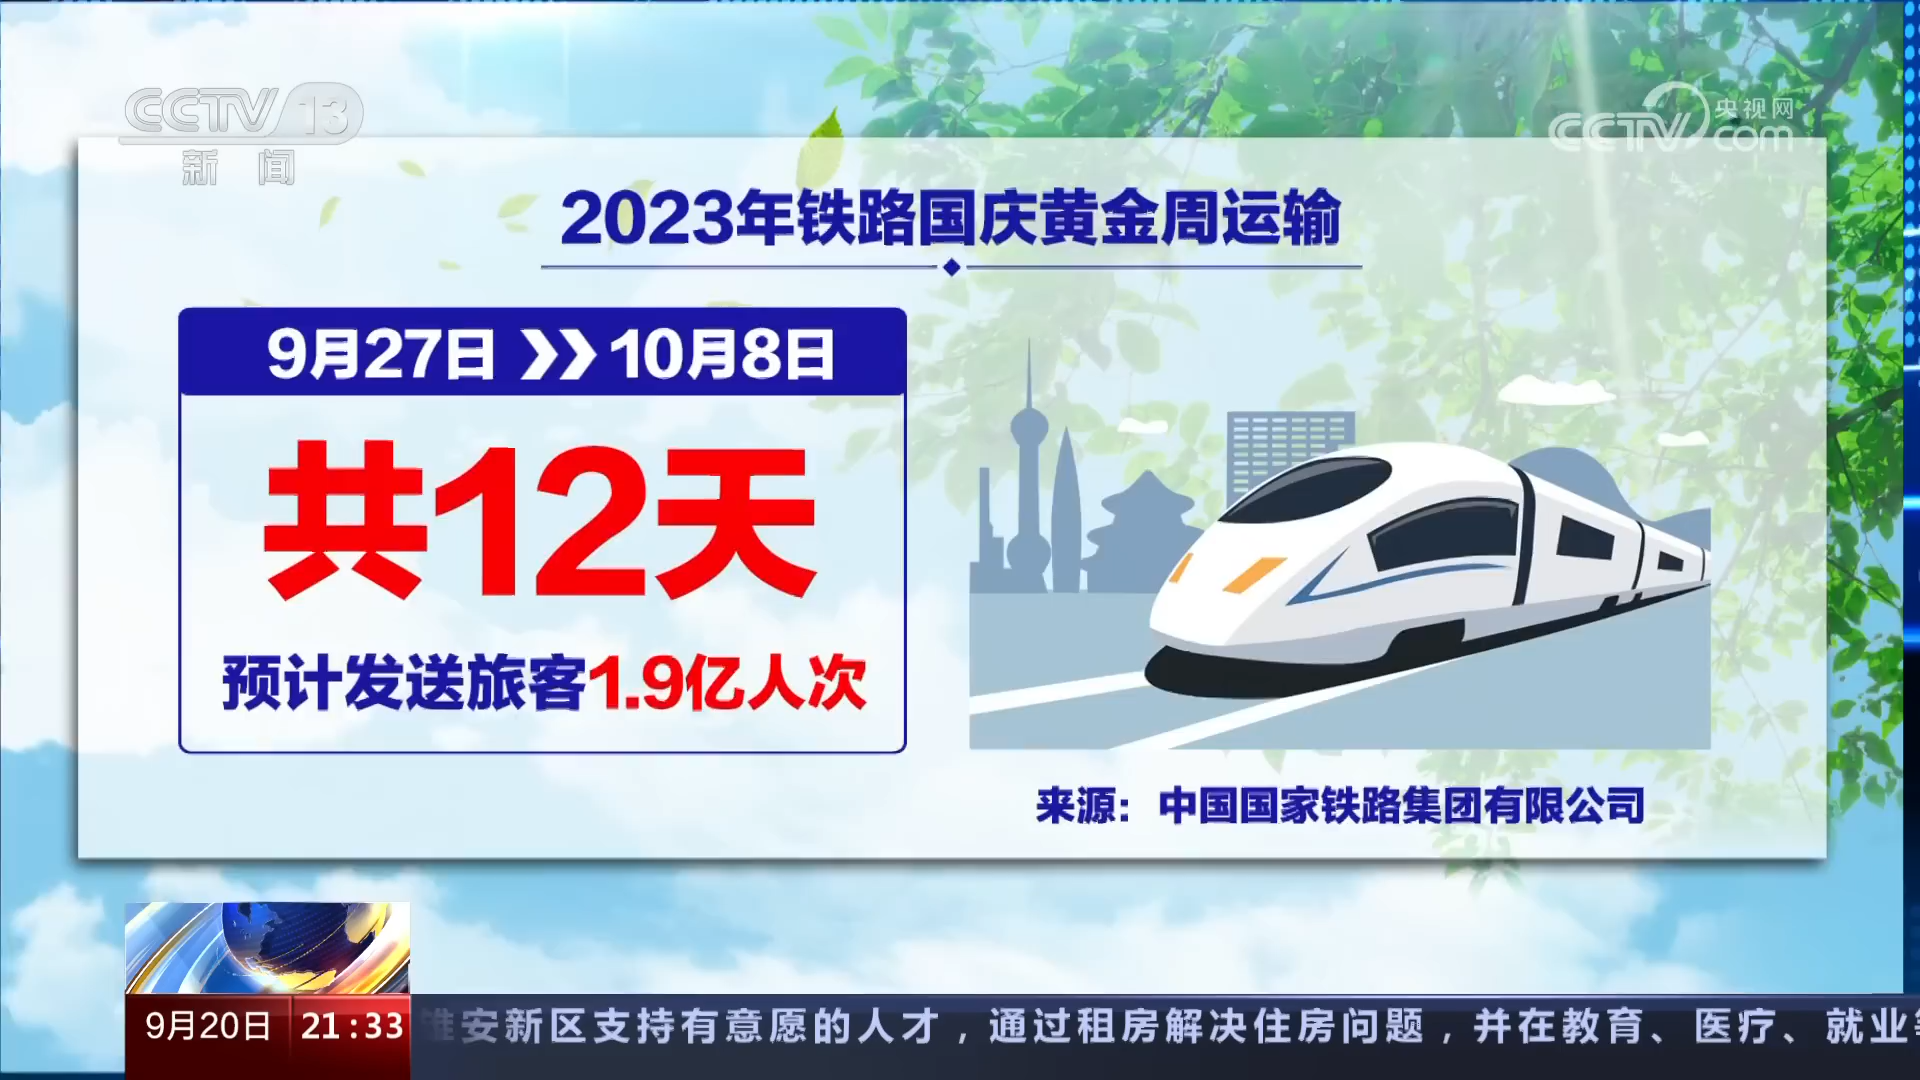 CCTV 13
新闻
央视网
CCTV com
2023年铁路国庆黄金周运输
9月27日 10月8日
共12天
预计发送旅客1.9亿人次
来源：中国国家铁路集团有限公司
9月20日 21:33
雄安新区支持有意愿的人才，通过租房解决住房问题，并在教育、医疗、就业等